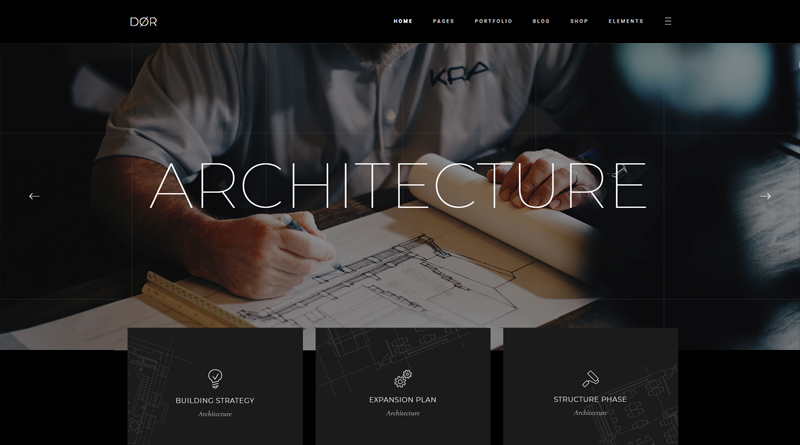 DØR
HOME PAGES PORTFOLIO BLOG SHOP ELEMENTS
KRA
ARCHITECTURE
BUILDING STRATEGY
Architecture
EXPANSION PLAN
Architecture
STRUCTURE PHASE
Architecture